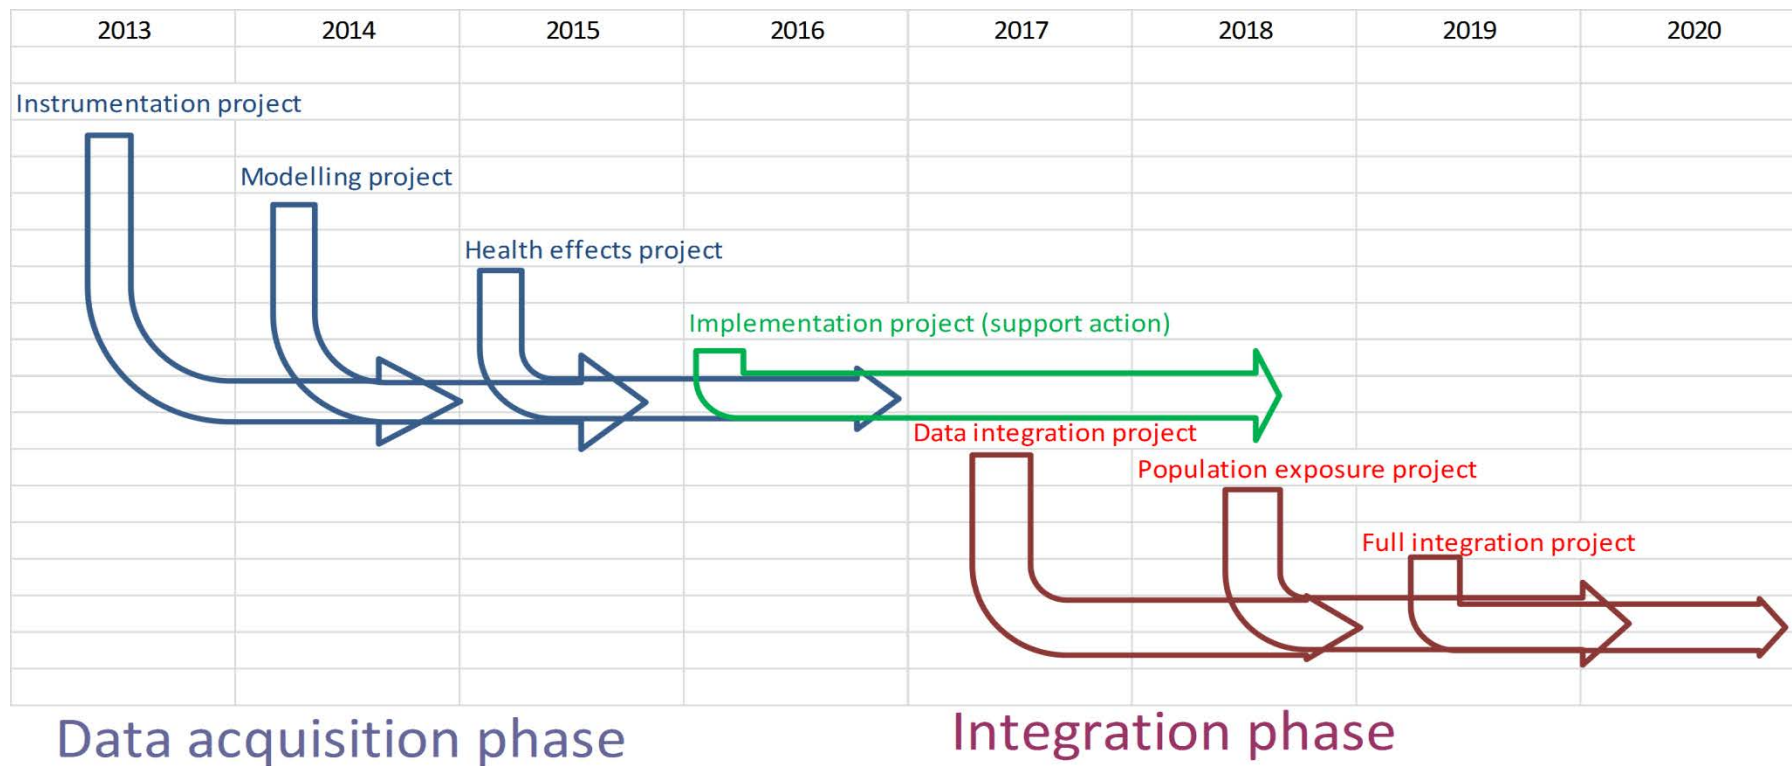 2013 2014 2015 2016 2017 2018 2019 2020
Instrumentation project
Modelling project
Health effects project
Implementation project (support action)
Data integration project
Population exposure project
Full integration project
Data acquisition phase
Integration phase